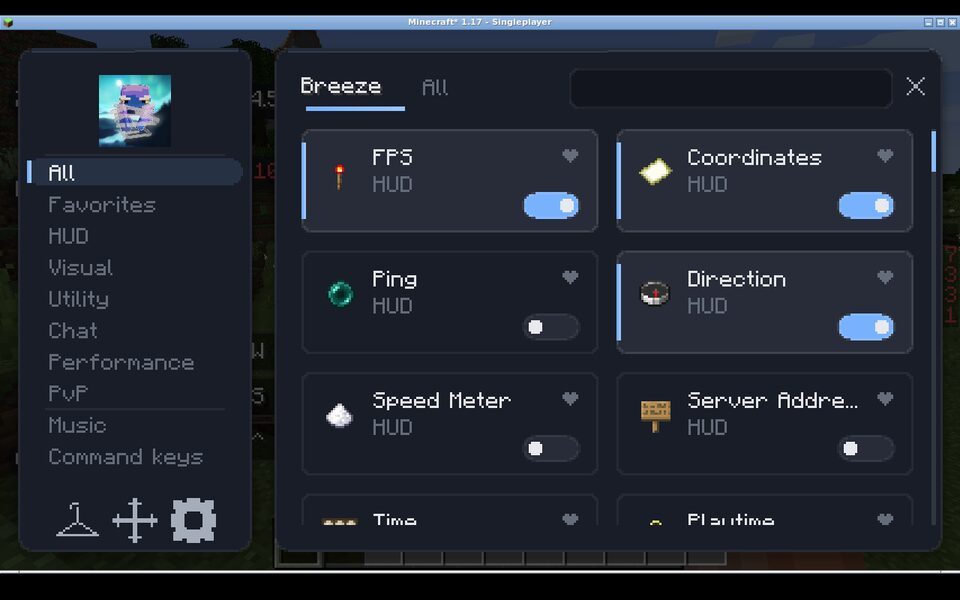 Minecraft* 1.17 - Singleplayer
Breeze
All
All
Favorites
HUD
Visual
Utility
Chat
Performance
PvP
Music
Command keys
FPS
HUD
Coordinates
HUD
Ping
HUD
Direction
HUD
Speed Meter
HUD
Server Addre...
HUD
Time
Playtime